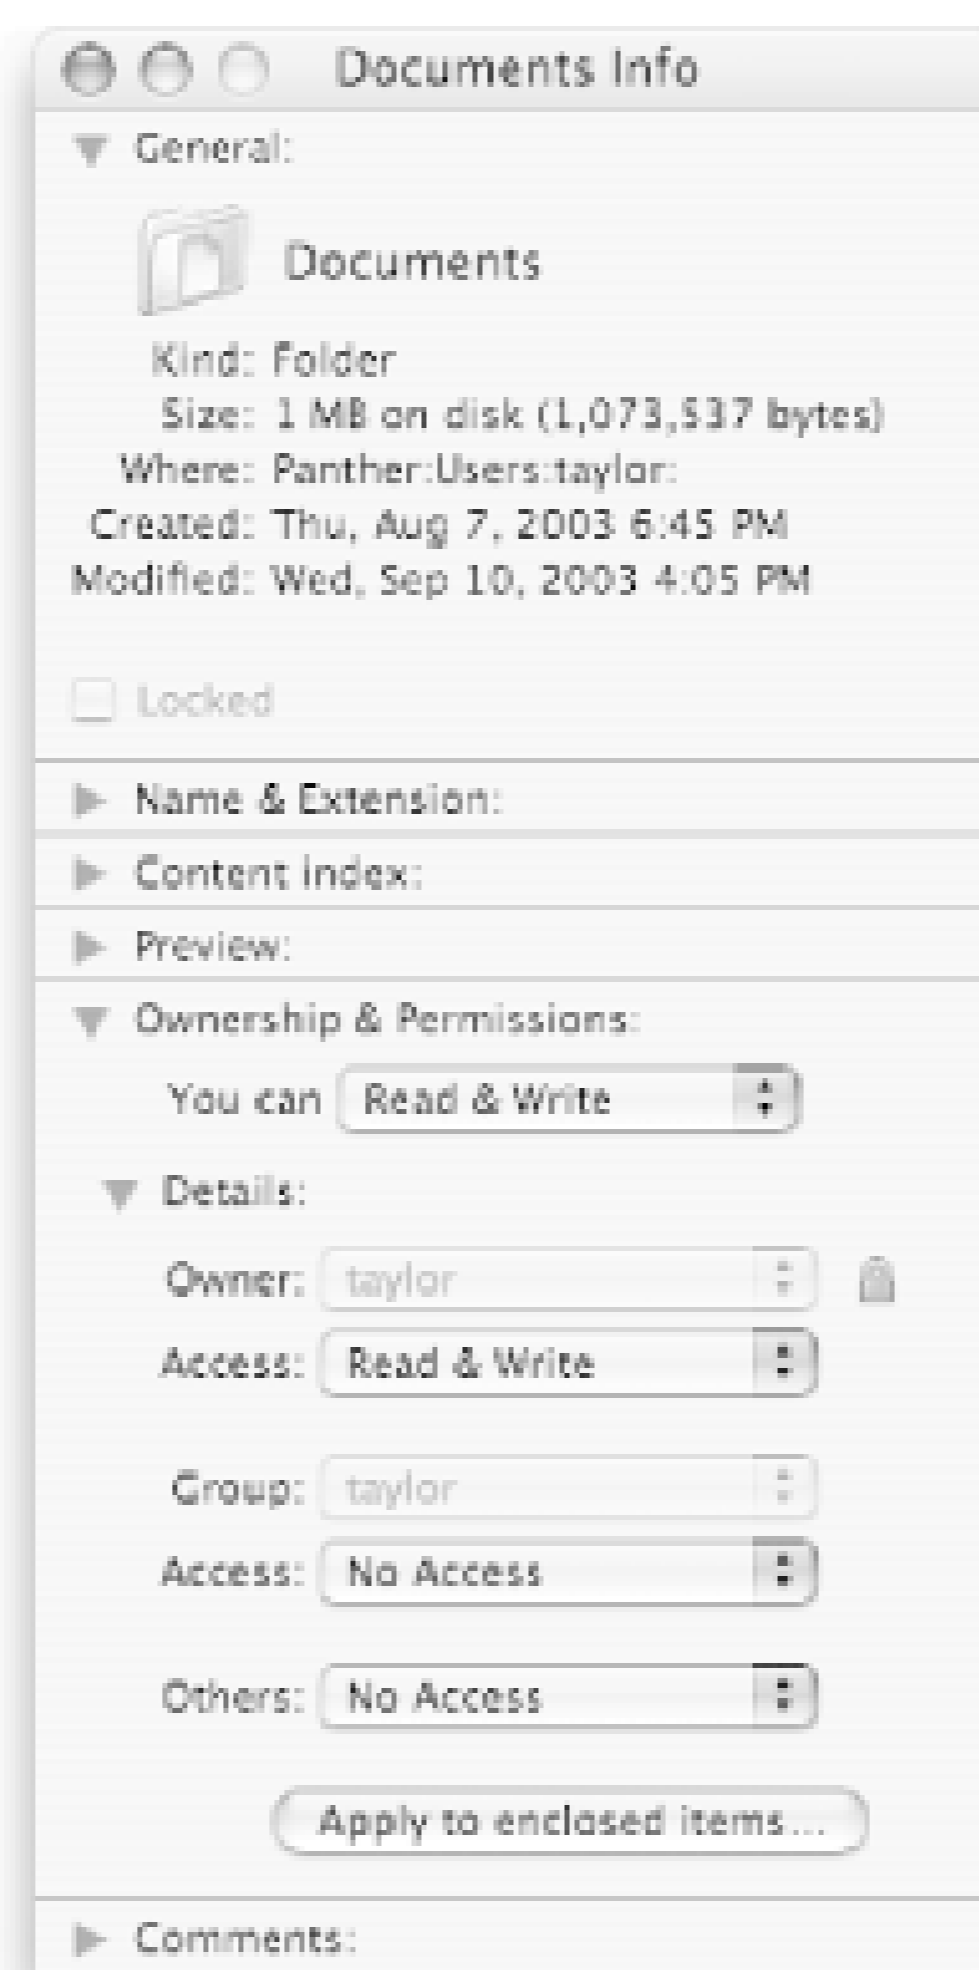 Documents Info
General:
Documents
Kind: Folder
Size: 1 MB on disk (1,073,537 bytes)
Where: Panther:Users:taylor:
Created: Thu, Aug 7, 2003 6:45 PM
Modified: Wed, Sep 10, 2003 4:05 PM
Locked
Name & Extension:
Content index:
Preview:
Ownership & Permissions:
You can Read & Write
Details:
Owner: taylor
Access: Read & Write
Group: taylor
Access: No Access
Others: No Access
Apply to enclosed items...
Comments: